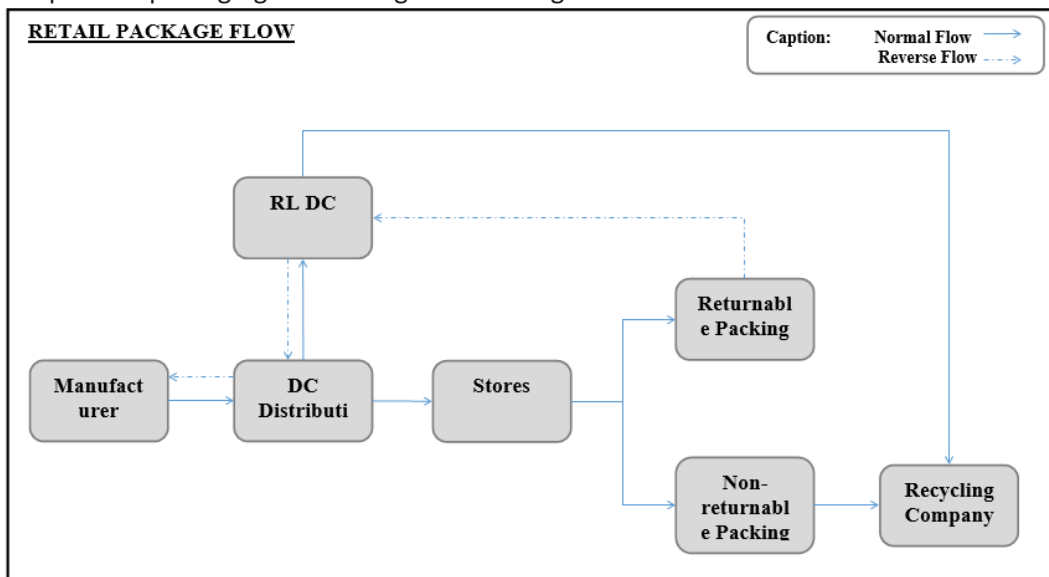 RETAIL PACKAGE FLOW
Caption: Normal Flow
Reverse Flow
RL DC
Returnabl
e Packing
Manufact
urer
DC
Distributi
Stores
Non-
returnabl
e Packing
Recycling
Company